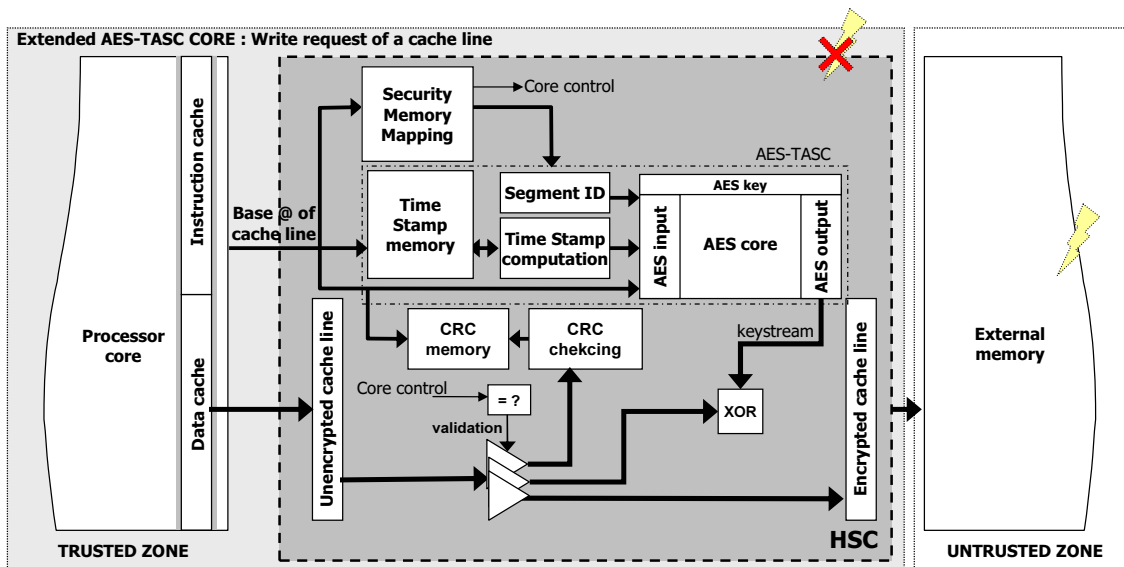 Extended AES-TASC CORE : Write request of a cache line
Security
Memory
Mapping
Core control
AES-TASC
Instruction cache
Base @ of
cache line
Time
Stamp
memory
Segment ID
Time Stamp
computation
AES key
AES input
AES core
AES output
Processor
core
Data cache
Unencrypted cache line
CRC
memory
CRC
chekcing
keystream
Core control
= ?
validation
XOR
Encrypted cache line
External
memory
HSC
TRUSTED ZONE
UNTRUSTED ZONE